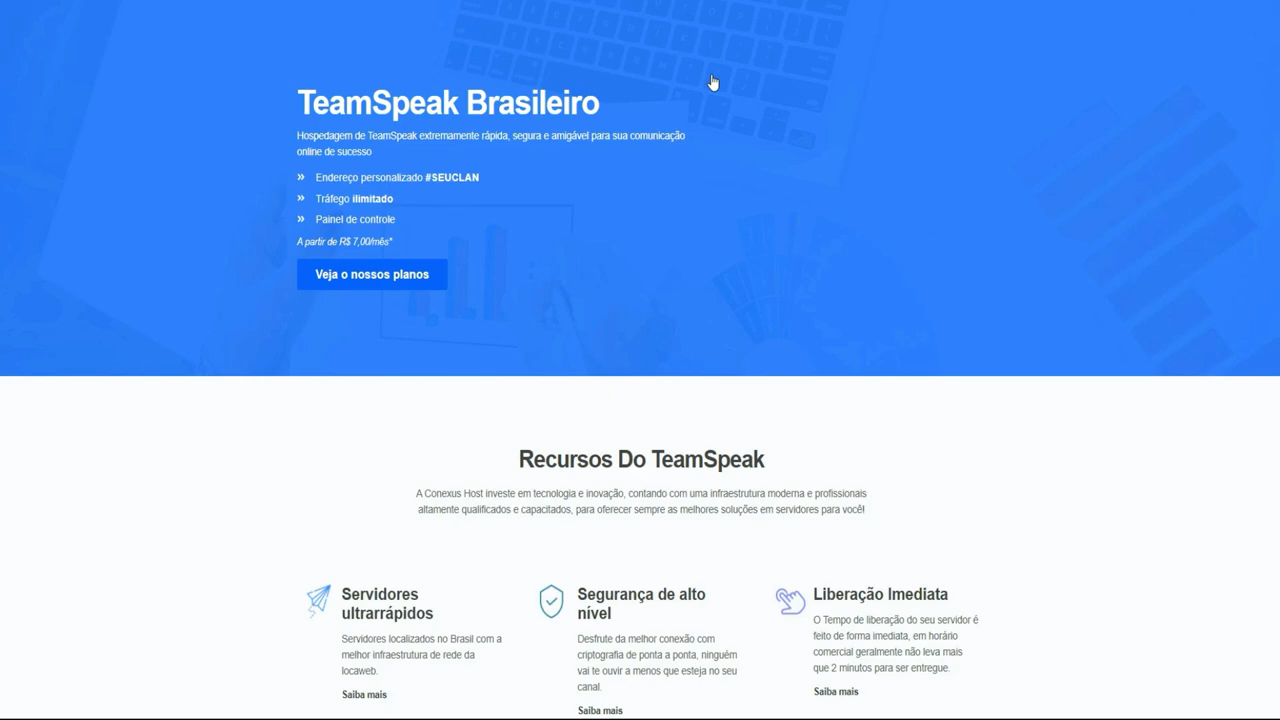 TeamSpeak Brasileiro
Hospedagem de TeamSpeak extremamente rápida, segura e amigável para sua comunicação
online de sucesso
Endereço personalizado #SEUCLAN
Tráfego ilimitado
Painel de controle
A partir de R$ 7,00/mês*
Veja o nossos planos
Recursos Do TeamSpeak
A Conexus Host investe em tecnologia e inovação, contando com uma infraestrutura moderna e profissionais
altamente qualificados e capacitados, para oferecer sempre as melhores soluções em servidores para você!
Servidores
ultrarrápidos
Servidores localizados no Brasil com a
melhor infraestrutura de rede da
locaweb.
Saiba mais
Segurança de alto
nível
Desfrute da melhor conexão com
criptografia de ponta a ponta, ninguém
vai te ouvir a menos que esteja no seu
canal.
Saiba mais
Liberação Imediata
O Tempo de liberação do seu servidor é
feito de forma imediata, em horário
comercial geralmente não leva mais
que 2 minutos para ser entregue.
Saiba mais